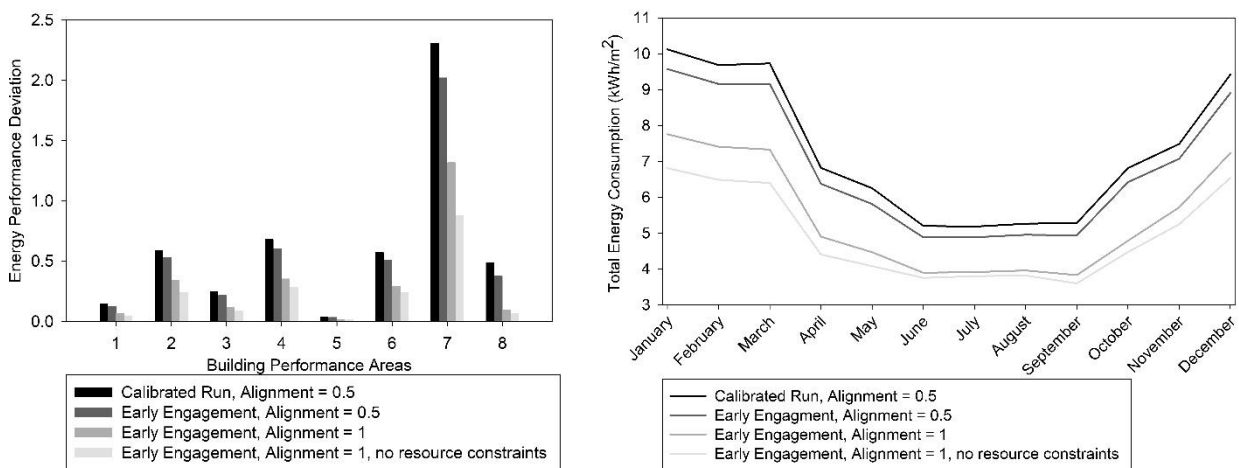 2.5
2.0
1.5
1.0
0.5
0.0
Energy Performance Deviation
1 2 3 4 5 6 7 8
Building Performance Areas
Calibrated Run, Alignment = 0.5
Early Engagement, Alignment = 0.5
Early Engagement, Alignment = 1
Early Engagement, Alignment = 1, no resource constraints
11
10
9
8
7
6
5
4
3
Total Energy Consumption (kWh/m²)
January
February
March
April
May
June
July
August
September
October
November
December
Calibrated Run, Alignment = 0.5
Early Engagment, Alignment = 0.5
Early Engagement, Alignment = 1
Early Engagement, Alignment = 1, no resource constraints